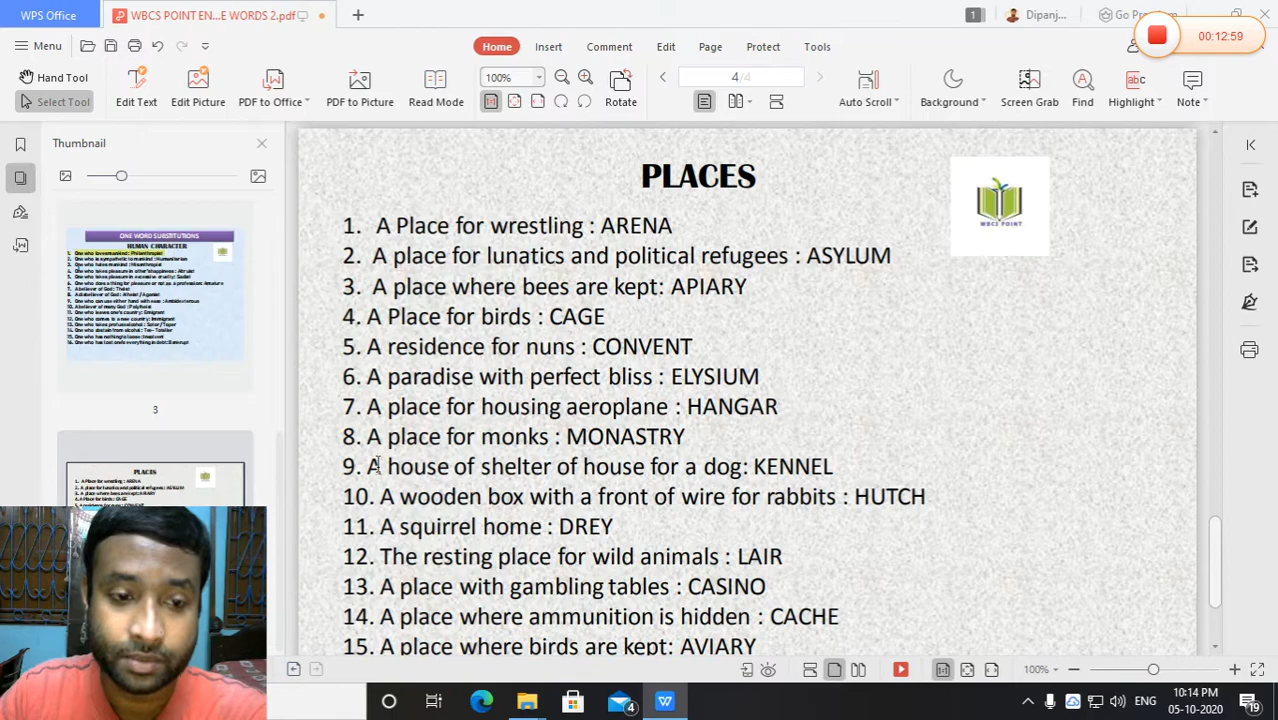 WPS Office
WBCS POINT EN...E WORDS 2.pdf
1
Dipanj...
Go Pre
00:12:59
Menu
Home
Insert
Comment
Edit
Page
Protect
Tools
Hand Tool
Select Tool
Edit Text
Edit Picture
PDF to Office
PDF to Picture
Read Mode
100%
Rotate
4/4
Auto Scroll
Background
Screen Grab
Find
Highlight
Note
Thumbnail
ONE WORD SUBSTITUTIONS
HUMAN CHARACTER
3
PLACES
WBCS POINT
PLACES
1. A Place for wrestling : ARENA
2. A place for lunatics and political refugees : ASYLUM
3. A place where bees are kept: APIARY
4. A Place for birds : CAGE
5. A residence for nuns : CONVENT
6. A paradise with perfect bliss : ELYSIUM
7. A place for housing aeroplane : HANGAR
8. A place for monks : MONASTRY
9. A house of shelter of house for a dog: KENNEL
10. A wooden box with a front of wire for rabbits : HUTCH
11. A squirrel home : DREY
12. The resting place for wild animals : LAIR
13. A place with gambling tables : CASINO
14. A place where ammunition is hidden : CACHE
15. A place where birds are kept: AVIARY
100%
4
ENG
10:14 PM
05-10-2020
19